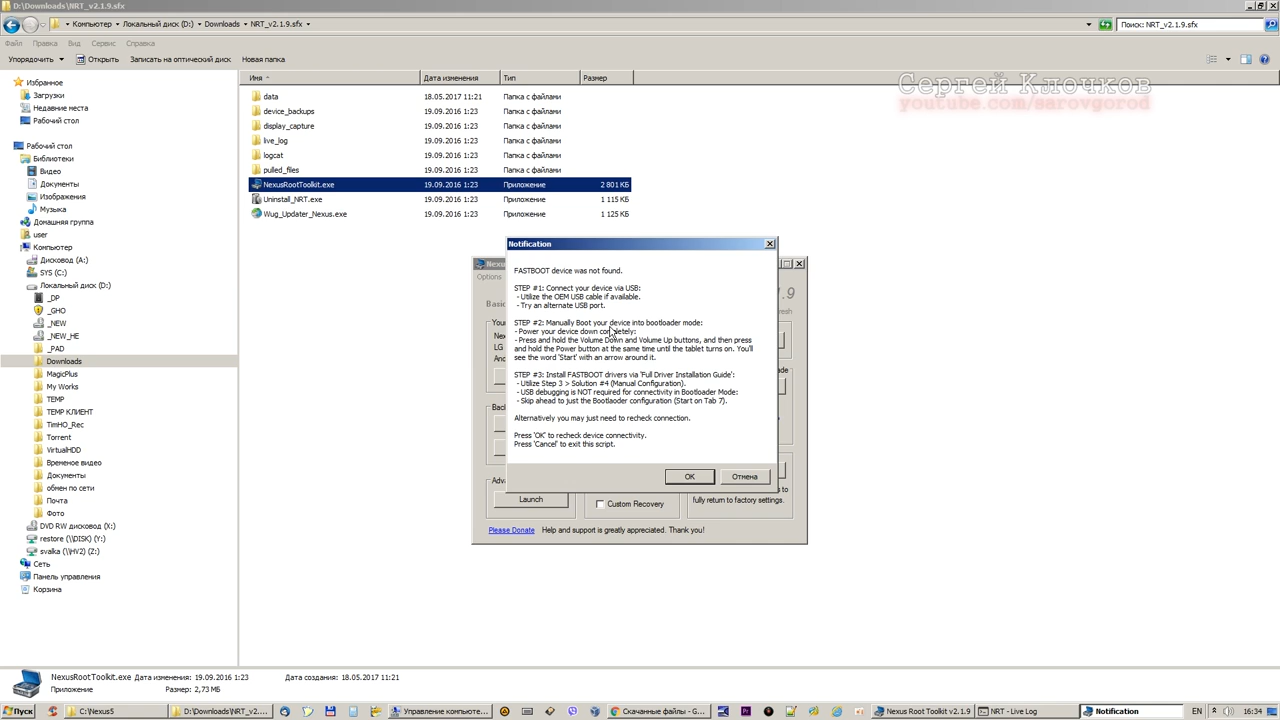 D:\Downloads\NRT_v2.1.9.sfx
Компьютер
Локальный диск (D:)
Downloads
NRT_v2.1.9.sfx
Поиск: NRT_v2.1.9.sfx
Файл Правка Вид Сервис Справка
Упорядочить Открыть Записать на оптический диск Новая папка
Сергей Клочков
youtube.com/sarovgorod
Избранное
Загрузки
Недавние места
Рабочий стол
Рабочий стол
Библиотеки
Видео
Документы
Изображения
Музыка
Домашняя группа
user
Компьютер
Дисковод (A:)
SYS (C:)
Локальный диск (D:)
_DP
_GHO
_NEW
_NEW_HE
_PAD
Downloads
MagicPlus
My Works
TEMP
TEMP КЛИЕНТ
TimHO_Rec
Torrent
VirtualHDD
Временое видео
Документы
обмен по сети
Почта
Фото
DVD RW дисковод (X:)
restore (\\DISK) (Y:)
svalka (\\HV2) (Z:)
Сеть
Панель управления
Корзина
Имя Дата изменения Тип Размер
data 18.05.2017 11:21 Папка с файлами
device_backups 19.09.2016 1:23 Папка с файлами
display_capture 19.09.2016 1:23 Папка с файлами
live_log 19.09.2016 1:23 Папка с файлами
logcat 19.09.2016 1:23 Папка с файлами
pulled_files 19.09.2016 1:23 Папка с файлами
NexusRootToolkit.exe 19.09.2016 1:23 Приложение 2 801 КБ
Uninstall_NRT.exe 19.09.2016 1:23 Приложение 1 115 КБ
Wug_Updater_Nexus.exe 19.09.2016 1:23 Приложение 1 125 КБ
Options
Notification
FASTBOOT device was not found.
STEP #1: Connect your device via USB:
- Utilize the OEM USB cable if available.
- Try an alternate USB port.
STEP #2: Manually Boot your device into bootloader mode:
- Power your device down completely:
- Press and hold the Volume Down and Volume Up buttons, and then press
and hold the Power button at the same time until the tablet turns on. You'll
see the word 'Start' with an arrow around it.
STEP #3: Install FASTBOOT drivers via 'Full Driver Installation Guide':
- Utilize Step 3 > Solution #4 (Manual Configuration).
- USB debugging is NOT required for connectivity in Bootloader Mode:
- Skip ahead to just the Bootlaoder configuration (Start on Tab 7).
Alternatively you may just need to recheck connection.
Press 'OK' to recheck device connectivity.
Press 'Cancel' to exit this script.
OK Отмена
Launch
Custom Recovery
fully return to factory settings.
Please Donate Help and support is greatly appreciated. Thank you!
NexusRootToolkit.exe Дата изменения: 19.09.2016 1:23 Дата создания: 18.05.2017 11:21
Приложение Размер: 2,73 МБ
Пуск
C:\Nexus5
D:\Downloads\NRT_v2....
Управление компьюте...
Скачанные файлы - G...
Nexus Root Toolkit v2.1.9
NRT - Live Log
Notification
EN
16:34